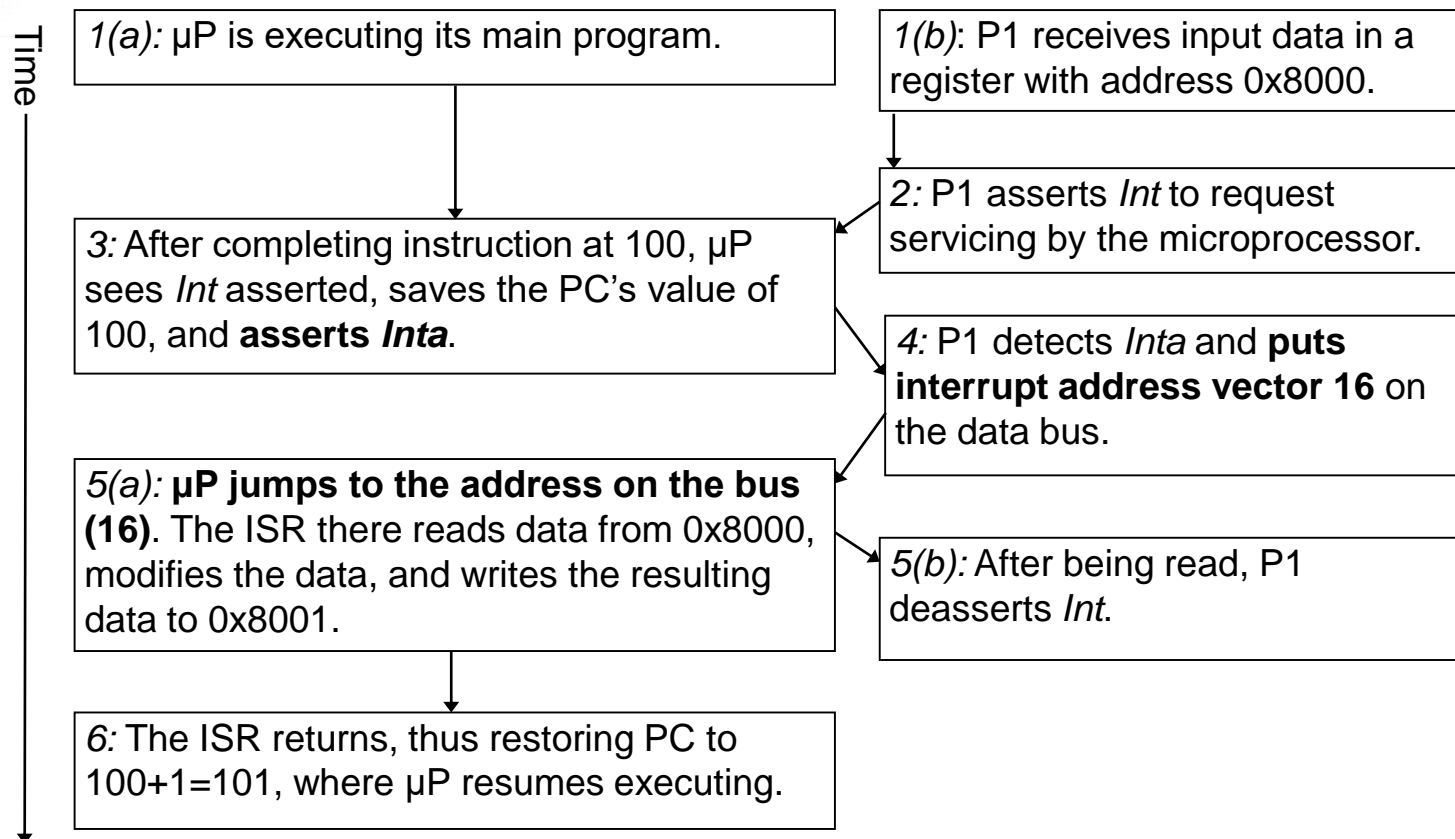 Time
1(a): µP is executing its main program.
1(b): P1 receives input data in a
register with address 0x8000.
2: P1 asserts Int to request
servicing by the microprocessor.
3: After completing instruction at 100, µP
sees Int asserted, saves the PC’s value of
100, and asserts Inta.
4: P1 detects Inta and puts
interrupt address vector 16 on
the data bus.
5(a): µP jumps to the address on the bus
(16). The ISR there reads data from 0x8000,
modifies the data, and writes the resulting
data to 0x8001.
5(b): After being read, P1
deasserts Int.
6: The ISR returns, thus restoring PC to
100+1=101, where µP resumes executing.